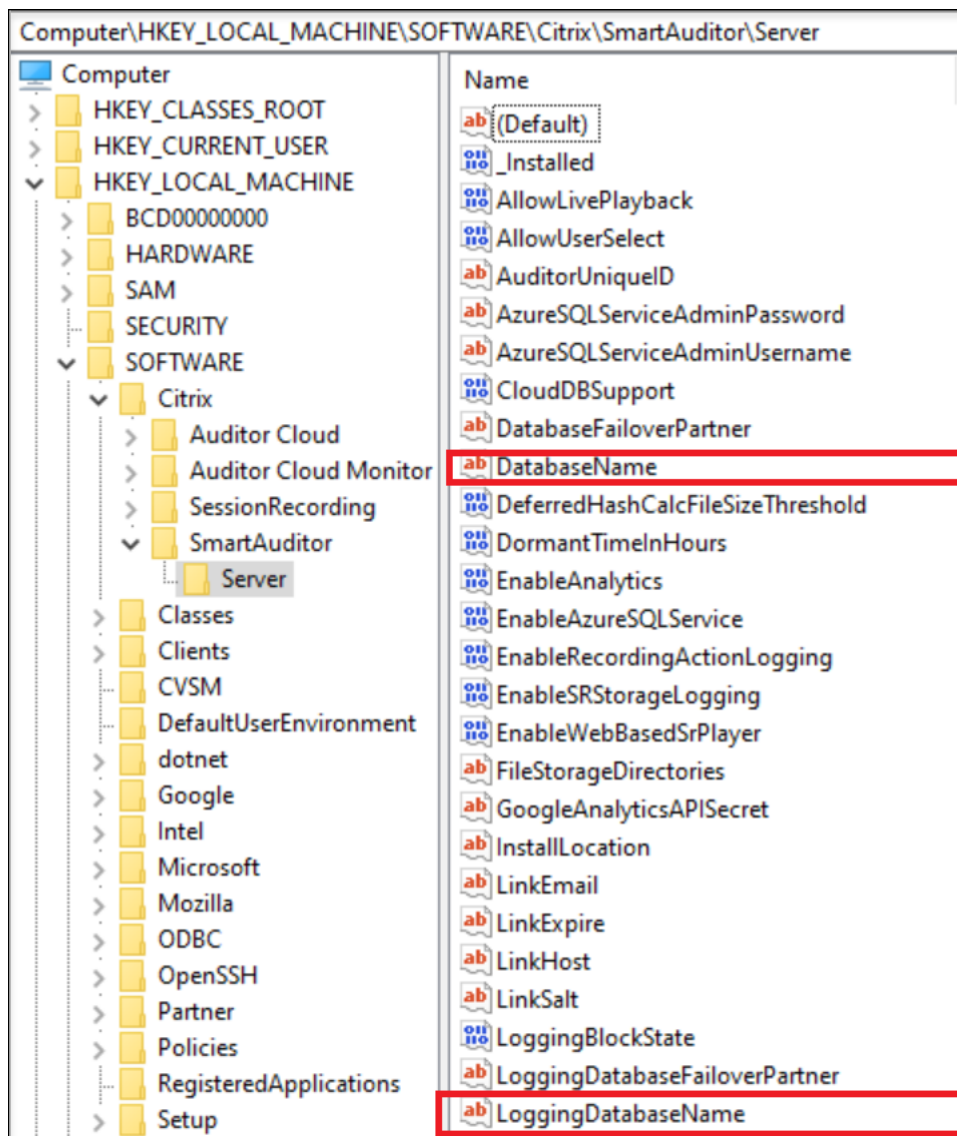 Computer\HKEY_LOCAL_MACHINE\SOFTWARE\Citrix\SmartAuditor\Server
Computer
HKEY_CLASSES_ROOT
HKEY_CURRENT_USER
HKEY_LOCAL_MACHINE
BCD00000000
HARDWARE
SAM
SECURITY
SOFTWARE
Citrix
Auditor Cloud
Auditor Cloud Monitor
SessionRecording
SmartAuditor
Server
Classes
Clients
CVSM
DefaultUserEnvironment
dotnet
Google
Intel
Microsoft
Mozilla
ODBC
OpenSSH
Partner
Policies
RegisteredApplications
Setup
Name
(Default)
_Installed
AllowLivePlayback
AllowUserSelect
AuditorUniqueID
AzureSQLServiceAdminPassword
AzureSQLServiceAdminUsername
CloudDBSupport
DatabaseFailoverPartner
DatabaseName
DeferredHashCalcFileSizeThreshold
DormantTimeInHours
EnableAnalytics
EnableAzureSQLService
EnableRecordingActionLogging
EnableSRStorageLogging
EnableWebBasedSrPlayer
FileStorageDirectories
GoogleAnalyticsAPISecret
InstallLocation
LinkEmail
LinkExpire
LinkHost
LinkSalt
LoggingBlockState
LoggingDatabaseFailoverPartner
LoggingDatabaseName